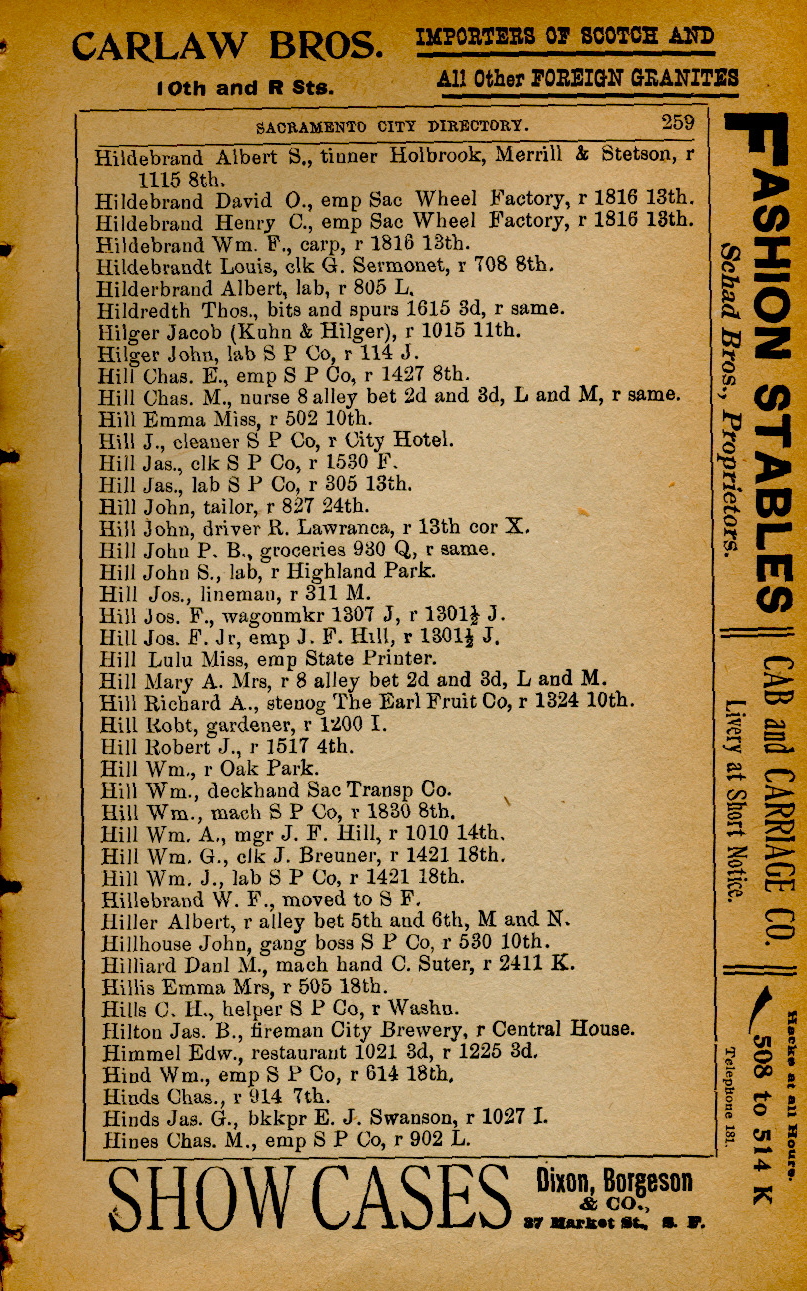 CARLAW BROS.
10th and R Sts.
IMPORTERS OF SCOTCH AND
All Other FOREIGN GRANITES
SACRAMENTO CITY DIRECTORY. 259
Hildebrand Albert S., tinner Holbrook, Merrill & Stetson, r
1115 8th.
Hildebrand David O., emp Sac Wheel Factory, r 1816 13th.
Hildebrand Henry C., emp Sac Wheel Factory, r 1816 13th.
Hildebrand Wm. F., carp, r 1816 13th.
Hildebrandt Louis, clk G. Sermonet, r 708 8th.
Hilderbrand Albert, lab, r 805 L.
Hildredth Thos., bits and spurs 1615 3d, r same.
Hilger Jacob (Kuhn & Hilger), r 1015 11th.
Hilger John, lab S P Co, r 114 J.
Hill Chas. E., emp S P Co, r 1427 8th.
Hill Chas. M., nurse 8 alley bet 2d and 3d, L and M, r same.
Hill Emma Miss, r 502 10th.
Hill J., cleaner S P Co, r City Hotel.
Hill Jas., clk S P Co, r 1530 F.
Hill Jas., lab S P Co, r 305 13th.
Hill John, tailor, r 827 24th.
Hill John, driver R. Lawranca, r 13th cor X.
Hill John P. B., groceries 930 Q, r same.
Hill John S., lab, r Highland Park.
Hill Jos., lineman, r 311 M.
Hill Jos. F., wagonmkr 1307 J, r 1301½ J.
Hill Jos. F. Jr, emp J. F. Hill, r 1301½ J.
Hill Lulu Miss, emp State Printer.
Hill Mary A. Mrs, r 8 alley bet 2d and 3d, L and M.
Hill Richard A., stenog The Earl Fruit Co, r 1324 10th.
Hill Robt, gardener, r 1200 I.
Hill Robert J., r 1517 4th.
Hill Wm., r Oak Park.
Hill Wm., deckhand Sac Transp Co.
Hill Wm., mach S P Co, r 1830 8th.
Hill Wm. A., mgr J. F. Hill, r 1010 14th.
Hill Wm. G., clk J. Breuner, r 1421 18th.
Hill Wm. J., lab S P Co, r 1421 18th.
Hillebrand W. F., moved to S F.
Hiller Albert, r alley bet 5th and 6th, M and N.
Hillhouse John, gang boss S P Co, r 530 10th.
Hilliard Danl M., mach hand C. Suter, r 2411 K.
Hillis Emma Mrs, r 505 18th.
Hills C. H., helper S P Co, r Washn.
Hilton Jas. B., fireman City Brewery, r Central House.
Himmel Edw., restaurant 1021 3d, r 1225 3d.
Hind Wm., emp S P Co, r 614 18th.
Hinds Chas., r 914 7th.
Hinds Jas. G., bkkpr E. J. Swanson, r 1027 I.
Hines Chas. M., emp S P Co, r 902 L.
FASHION STABLES
Schad Bros., Proprietors.
CAB and CARRIAGE CO.
Livery at Short Notice.
Hacks at all Hours.
508 to 514 K
Telephone 181.
SHOW CASES
Dixon, Borgeson
& CO.,
37 Market St., S. F.